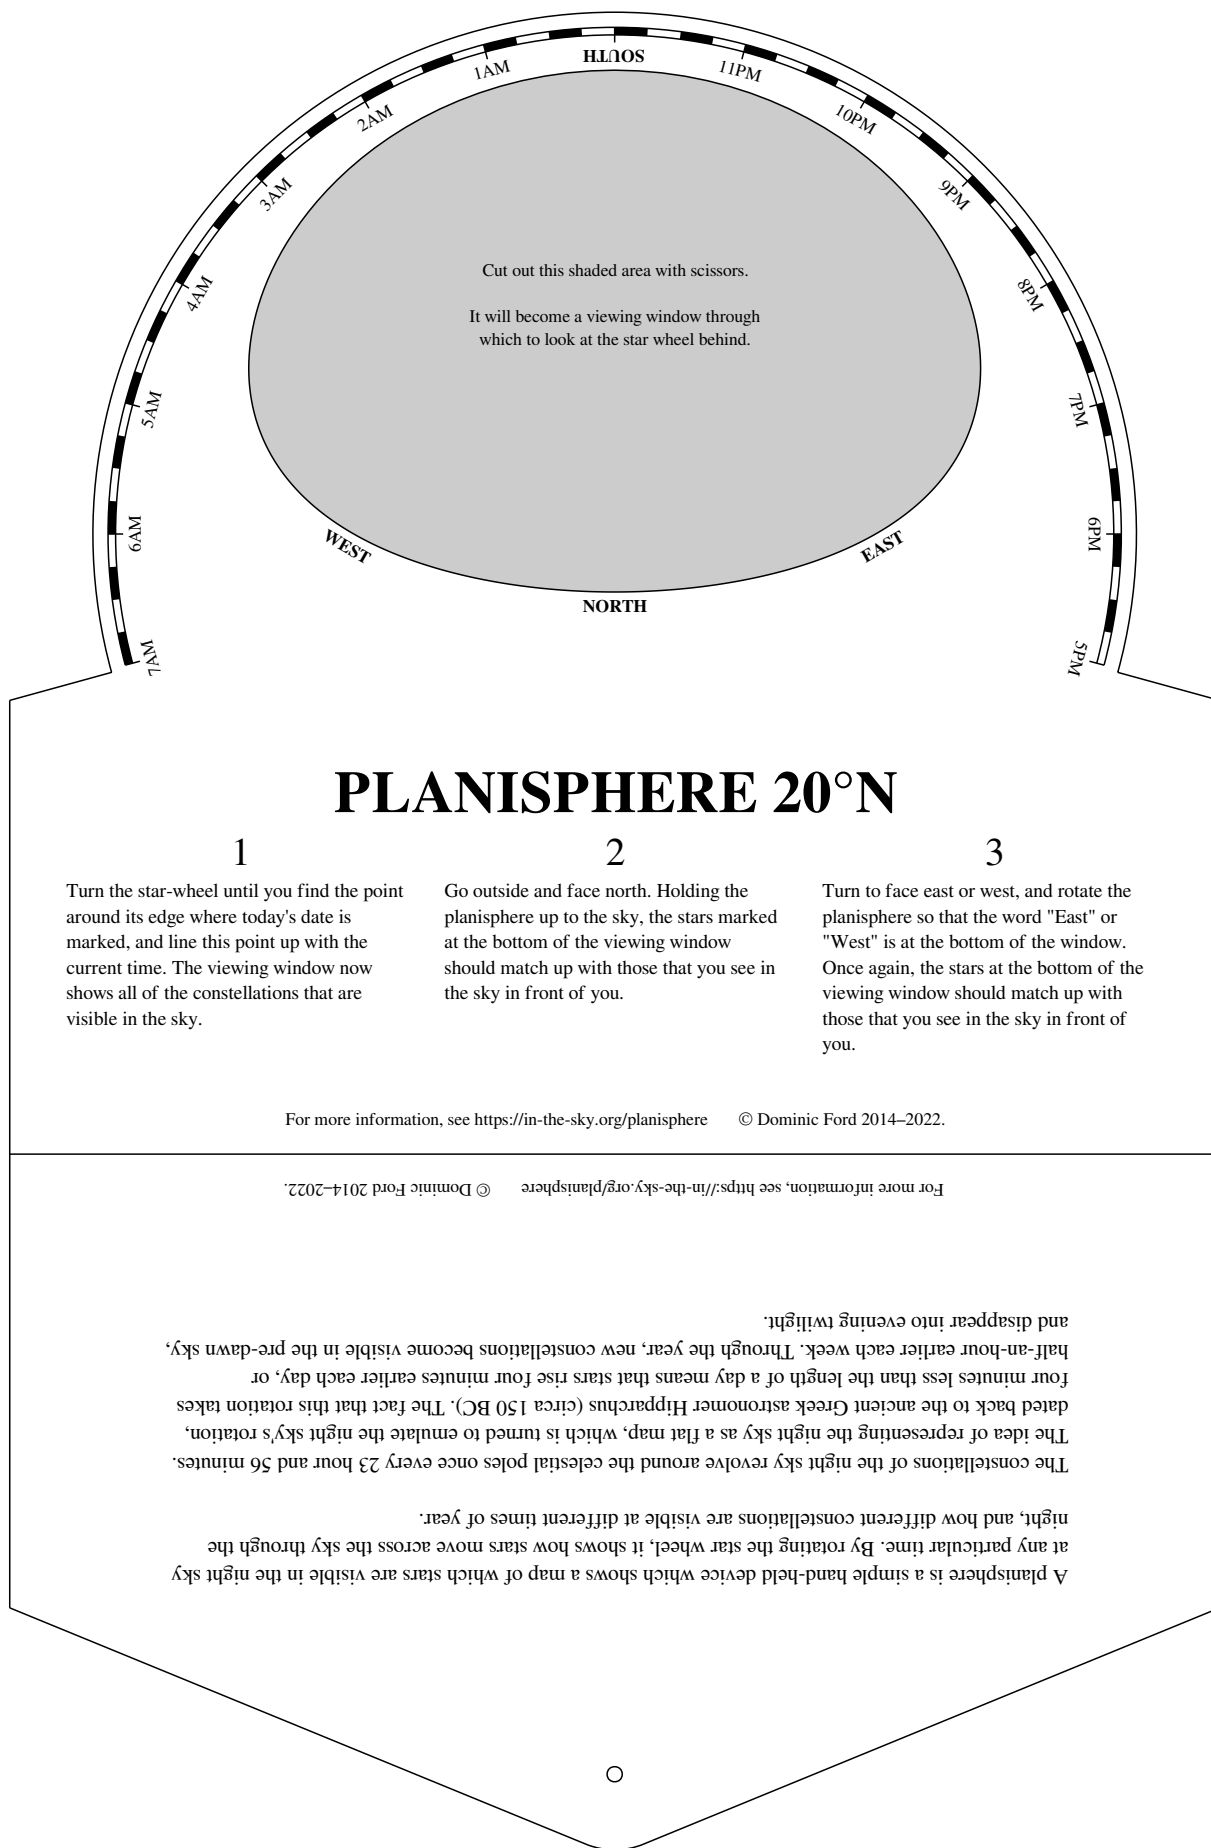 SOUTH
1AM
11PM
2AM
10PM
3AM
9PM
4AM
8PM
5AM
7PM
6AM
6PM
7AM
5PM
Cut out this shaded area with scissors.
It will become a viewing window through
which to look at the star wheel behind.
WEST
EAST
NORTH
PLANISPHERE 20°N
1
Turn the star-wheel until you find the point
around its edge where today's date is
marked, and line this point up with the
current time. The viewing window now
shows all of the constellations that are
visible in the sky.
2
Go outside and face north. Holding the
planisphere up to the sky, the stars marked
at the bottom of the viewing window
should match up with those that you see in
the sky in front of you.
3
Turn to face east or west, and rotate the
planisphere so that the word "East" or
"West" is at the bottom of the window.
Once again, the stars at the bottom of the
viewing window should match up with
those that you see in the sky in front of
you.
For more information, see https://in-the-sky.org/planisphere © Dominic Ford 2014–2022.
A planisphere is a simple hand-held device which shows a map of which stars are visible in the night sky
at any particular time. By rotating the star wheel, it shows how stars move across the sky through the
night, and how different constellations are visible at different times of year.
The constellations of the night sky revolve around the celestial poles once every 23 hour and 56 minutes.
The idea of representing the night sky as a flat map, which is turned to emulate the night sky's rotation,
dated back to the ancient Greek astronomer Hipparchus (circa 150 BC). The fact that this rotation takes
four minutes less than the length of a day means that stars rise four minutes earlier each day, or
half-an-hour earlier each week. Through the year, new constellations become visible in the pre-dawn sky,
and disappear into evening twilight.
For more information, see https://in-the-sky.org/planisphere © Dominic Ford 2014–2022.